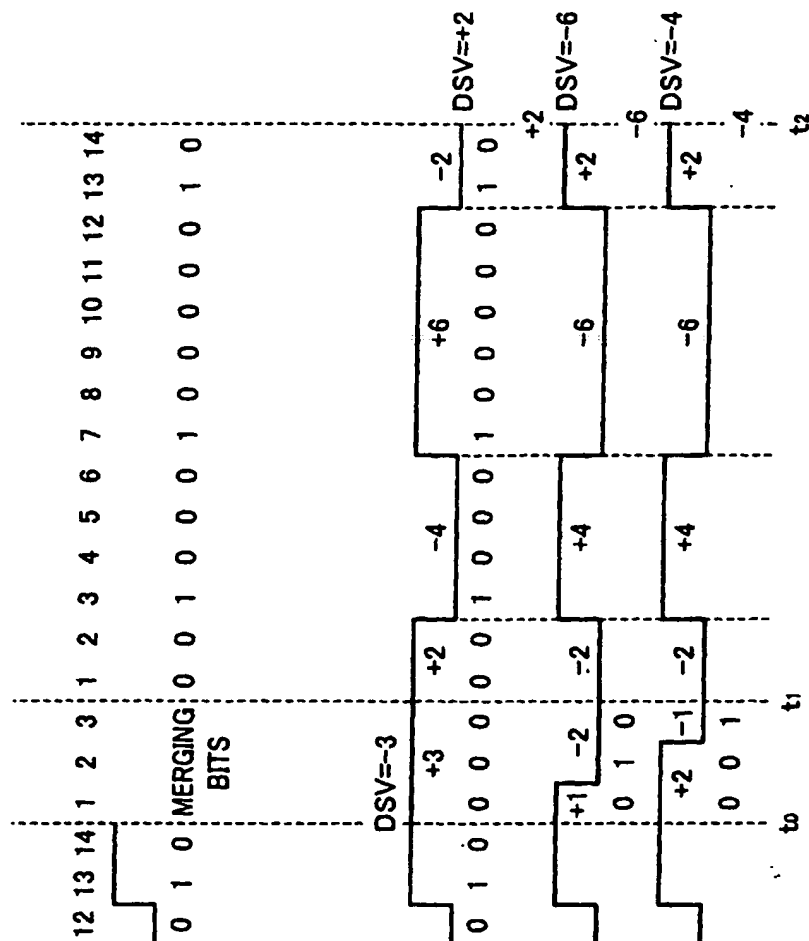 12 13 14 1 2 3 1 2 3 4 5 6 7 8 9 10 11 12 13 14
0 1 0 MERGING 0 0 1 0 0 0 1 0 0 0 0 0 1 0
BITS
DSV=-3
+3 +2 -4 +6 -2 DSV=+2
0 1 0 0 0 0 0 0 1 0 0 0 1 0 0 0 0 0 1 0
+2
+1 -2 -2 +4 -6 +2 DSV=-6
0 1 0
-6
+2 -1 -2 +4 -6 +2 DSV=-4
0 0 1
-4
t0 t1 t2